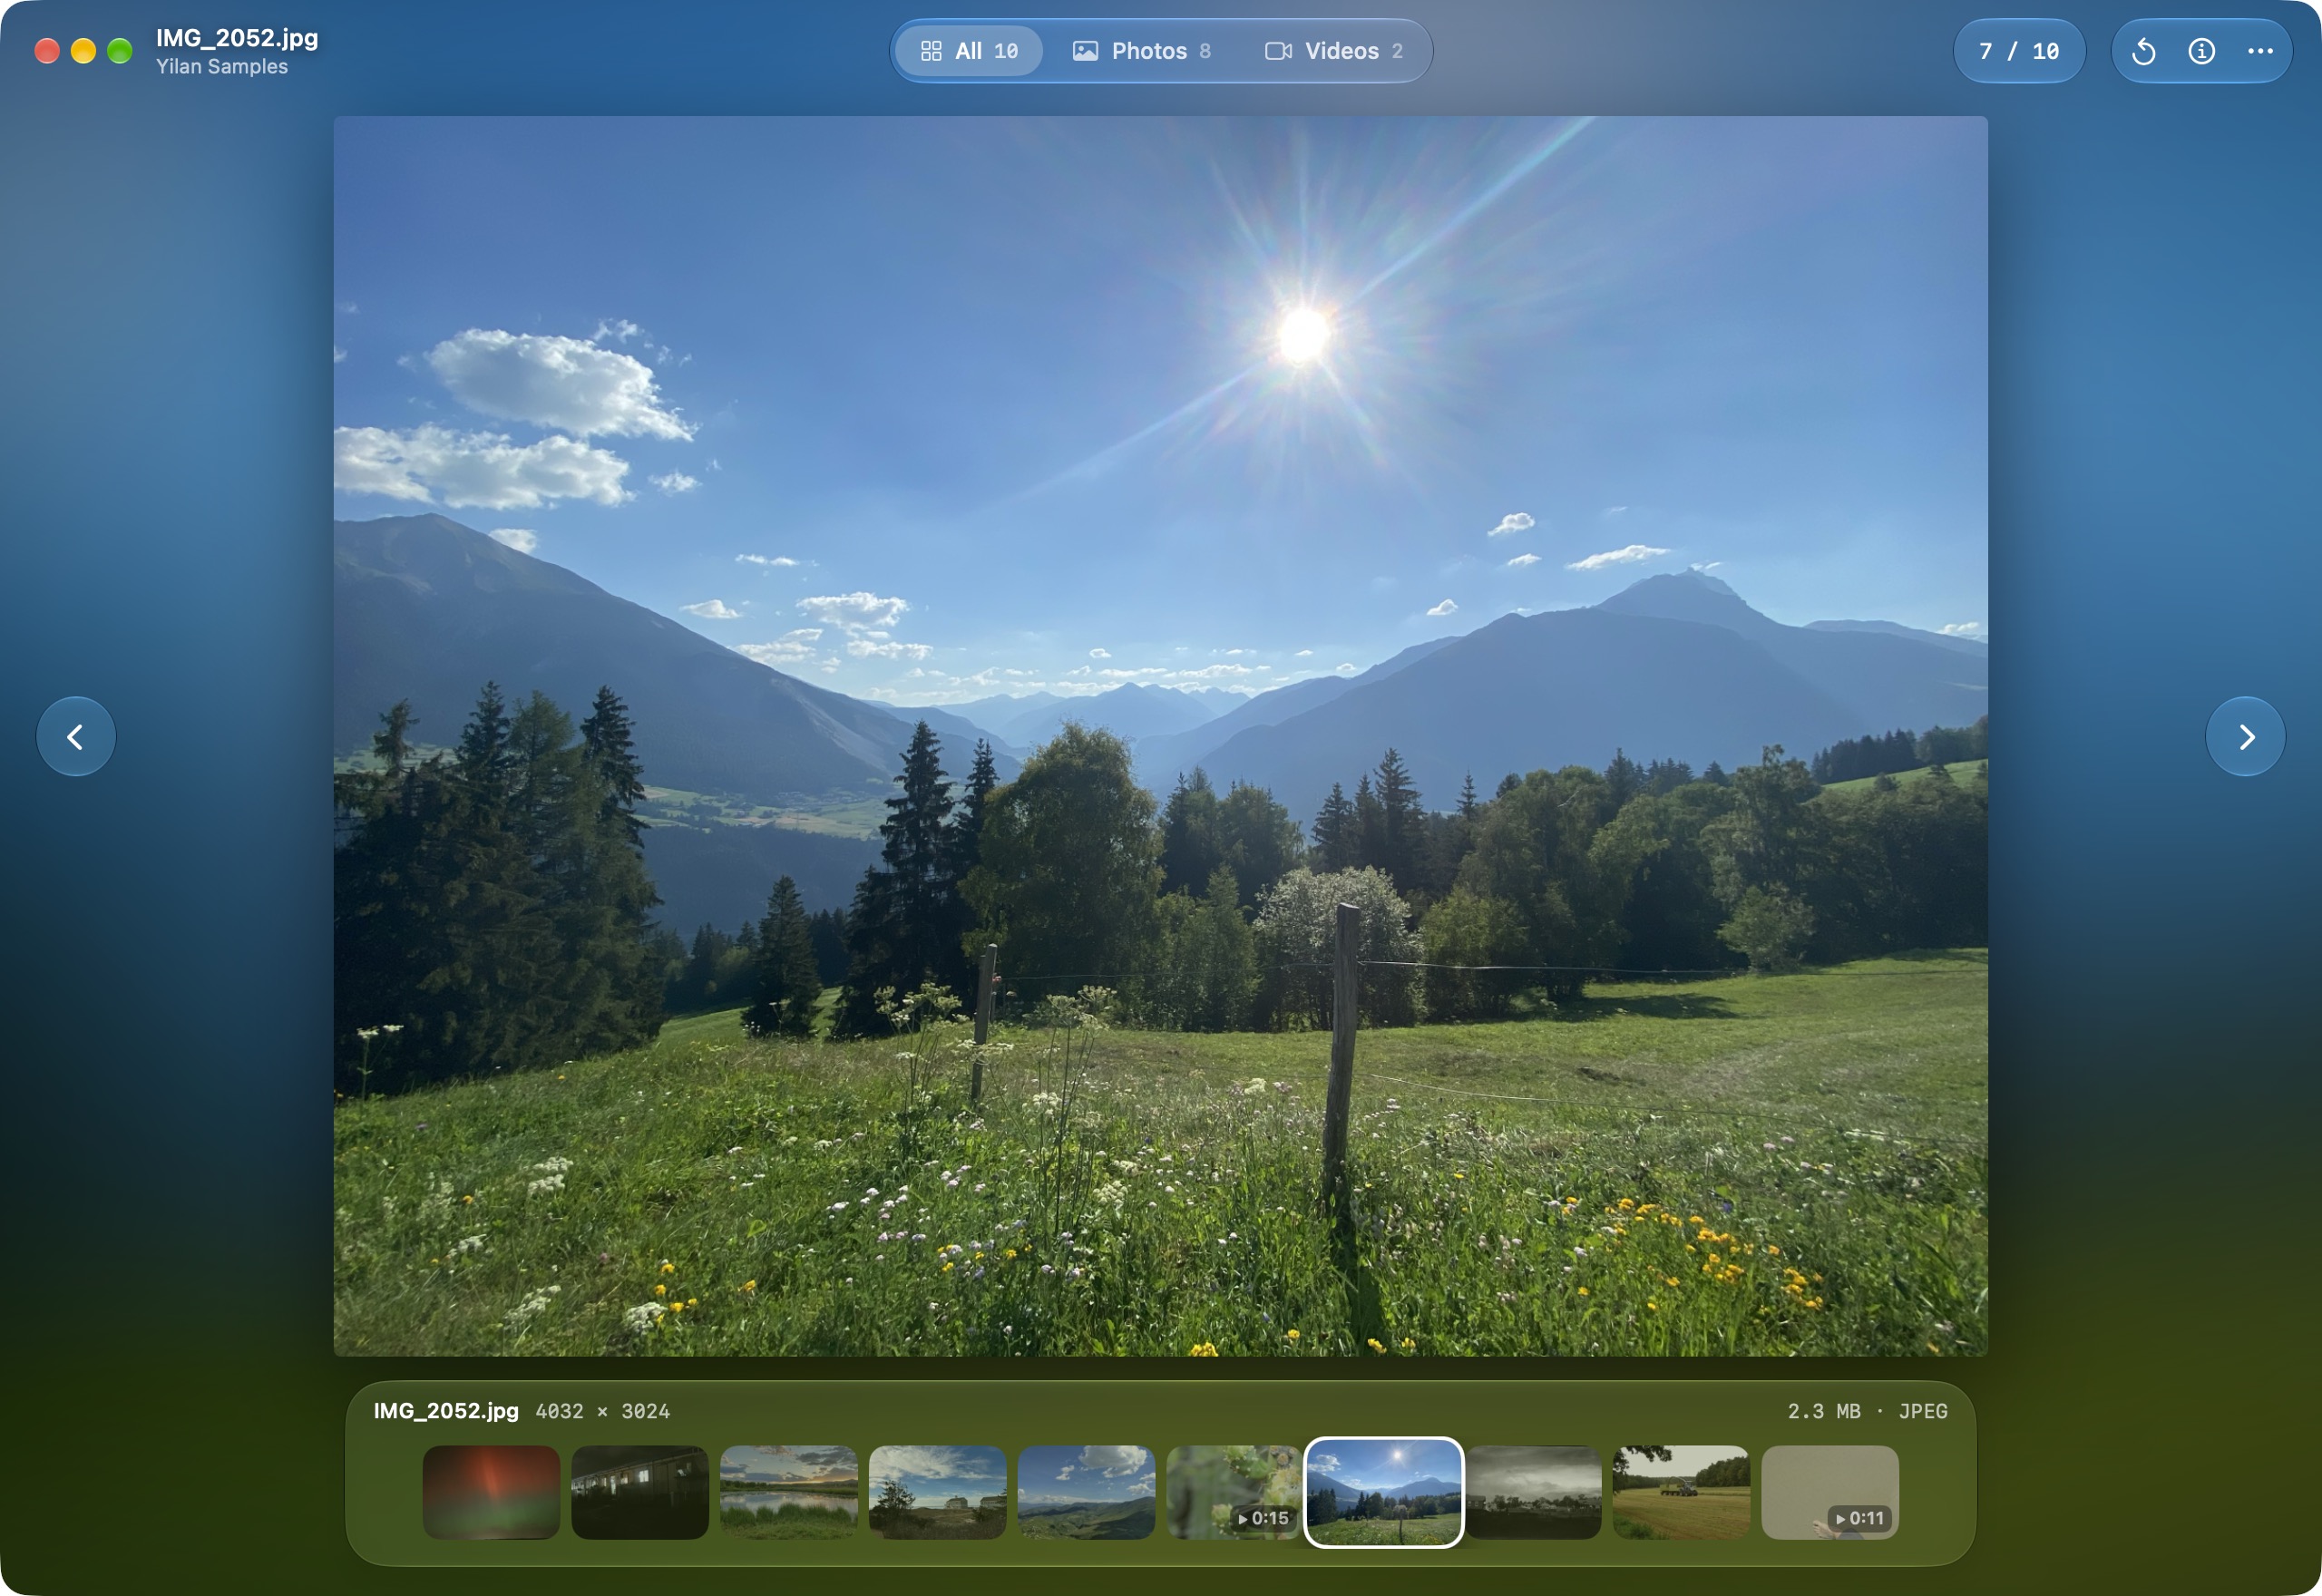 IMG_2052.jpg
Yilan Samples
All 10 Photos 8 Videos 2
7 / 10
IMG_2052.jpg 4032 × 3024
2.3 MB · JPEG
0:15
0:11